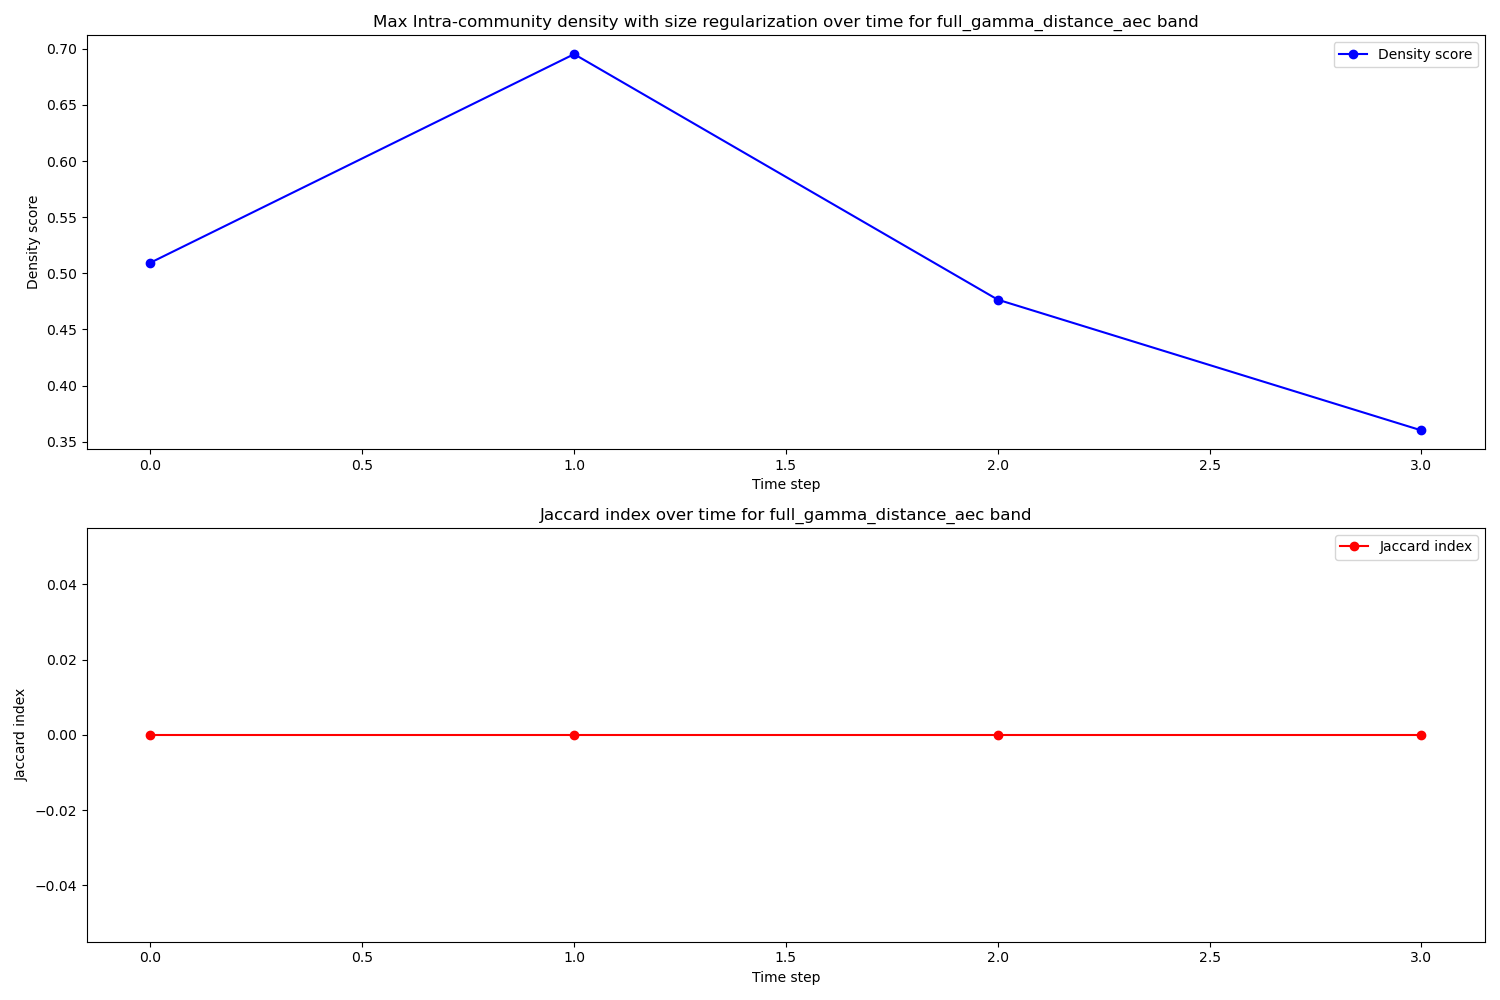 Max Intra-community density with size regularization over time for full_gamma_distance_aec band
Density score
0.70
0.65
0.60
0.55
0.50
0.45
0.40
0.35
Density score
0.0 0.5 1.0 1.5 2.0 2.5 3.0
Time step
Jaccard index over time for full_gamma_distance_aec band
Jaccard index
0.04
0.02
0.00
−0.02
−0.04
Jaccard index
0.0 0.5 1.0 1.5 2.0 2.5 3.0
Time step